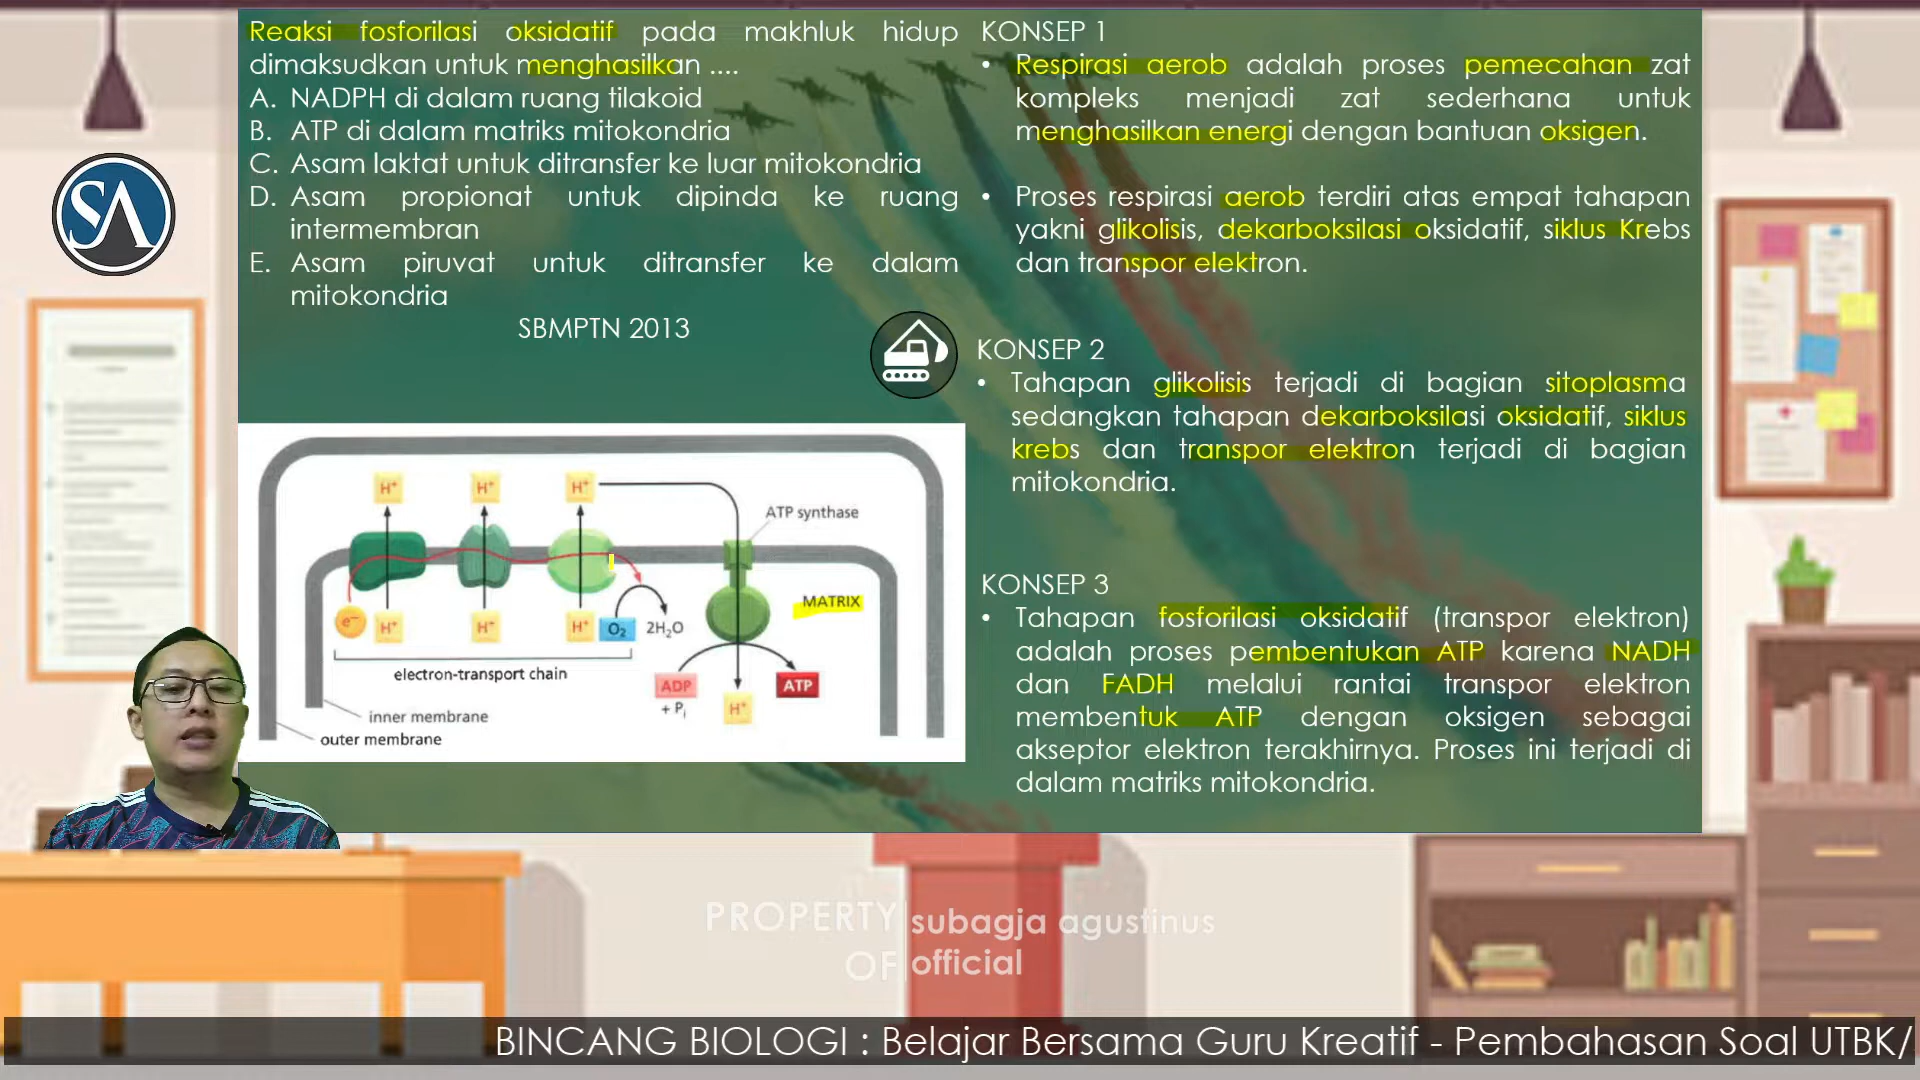 Reaksi fosforilasi oksidatif pada makhluk hidup
dimaksudkan untuk menghasilkan ....
A. NADPH di dalam ruang tilakoid
B. ATP di dalam matriks mitokondria
C. Asam laktat untuk ditransfer ke luar mitokondria
D. Asam propionat untuk dipinda ke ruang
intermembran
E. Asam piruvat untuk ditransfer ke dalam
mitokondria
SBMPTN 2013
KONSEP 1
• Respirasi aerob adalah proses pemecahan zat
kompleks menjadi zat sederhana untuk
menghasilkan energi dengan bantuan oksigen.
• Proses respirasi aerob terdiri atas empat tahapan
yakni glikolisis, dekarboksilasi oksidatif, siklus Krebs
dan transpor elektron.
KONSEP 2
• Tahapan glikolisis terjadi di bagian sitoplasma
sedangkan tahapan dekarboksilasi oksidatif, siklus
krebs dan transpor elektron terjadi di bagian
mitokondria.
KONSEP 3
• Tahapan fosforilasi oksidatif (transpor elektron)
adalah proses pembentukan ATP karena NADH
dan FADH melalui rantai transpor elektron
membentuk ATP dengan oksigen sebagai
akseptor elektron terakhirnya. Proses ini terjadi di
dalam matriks mitokondria.
SA
H⁺ H⁺ H⁺
ATP synthase
MATRIX
e⁻ H⁺ H⁺ H⁺ O₂ 2H₂O
electron-transport chain
ADP
+ Pᵢ
H⁺
ATP
inner membrane
outer membrane
PROPERTY OF
subagja agustinus
official
BINCANG BIOLOGI : Belajar Bersama Guru Kreatif - Pembahasan Soal UTBK/